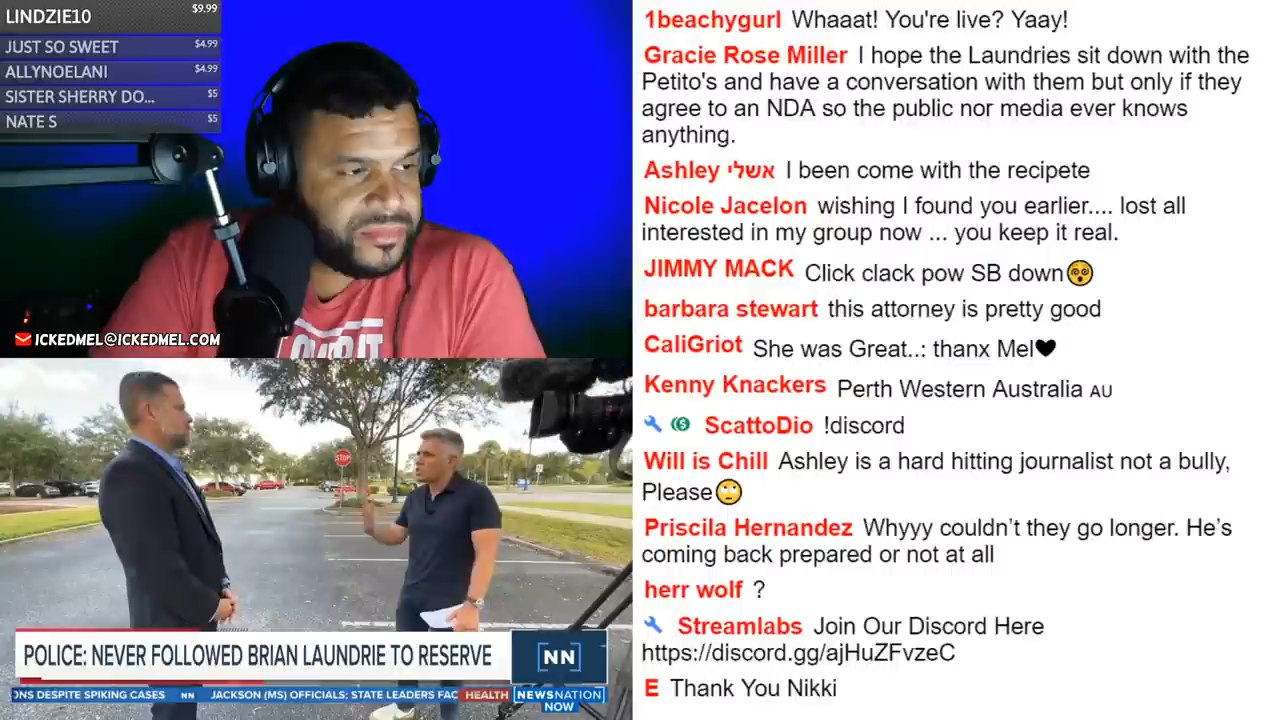 LINDZIE10 $9.99
JUST SO SWEET $4.99
ALLYNOELANI $4.99
SISTER SHERRY DO... $5
NATE S $5
ICKEDMEL@ICKEDMEL.COM
STOP
POLICE: NEVER FOLLOWED BRIAN LAUNDRIE TO RESERVE
NN
ONS DESPITE SPIKING CASES NN JACKSON (MS) OFFICIALS; STATE LEADERS FAC HEALTH NEWSNATION
NOW
1beachygurl Whaaat! You're live? Yaay!
Gracie Rose Miller I hope the Laundries sit down with the
Petito's and have a conversation with them but only if they
agree to an NDA so the public nor media ever knows
anything.
Ashley אשלי I been come with the recipete
Nicole Jacelon wishing I found you earlier.... lost all
interested in my group now ... you keep it real.
JIMMY MACK Click clack pow SB down😵
barbara stewart this attorney is pretty good
CaliGriot She was Great..: thanx Mel🖤
Kenny Knackers Perth Western Australia AU
ScattoDio !discord
Will is Chill Ashley is a hard hitting journalist not a bully,
Please🙄
Priscila Hernandez Whyyy couldn’t they go longer. He’s
coming back prepared or not at all
herr wolf ?
Streamlabs Join Our Discord Here
https://discord.gg/ajHuZFvzeC
E Thank You Nikki